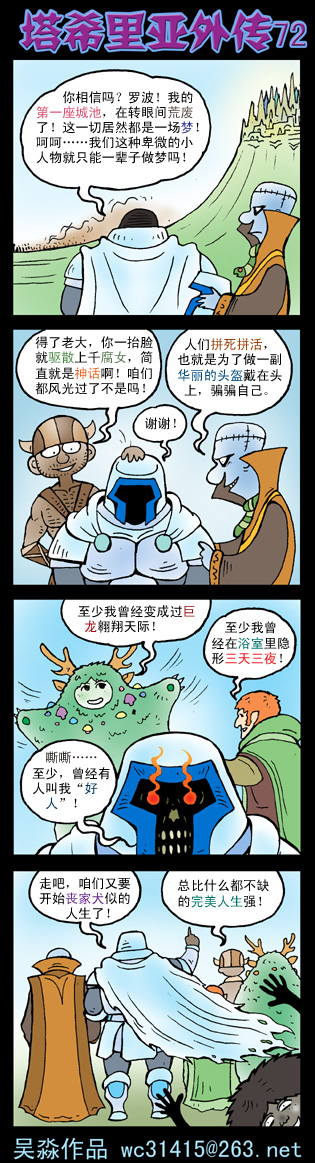 塔希里亚外传72
你相信吗？罗波！我的
第一座城池，在转眼间荒废
了！这一切居然都是一场梦！
呵呵……我们这种卑微的小
人物就只能一辈子做梦吗！
得了老大，你一抬脸
就驱散上千腐女，简
直就是神话啊！咱们
都风光过了不是吗！
谢谢！
人们拼死拼活，
也就是为了做一副
华丽的头盔戴在头
上，骗骗自己。
至少我曾经变成过巨
龙翱翔天际！
至少我曾
经在浴室里隐
形三天三夜！
嘶嘶……
至少，曾经有
人叫我“好
人”！
走吧，咱们又要
开始丧家犬似的
人生了！
总比什么都不缺
的完美人生强！
吴淼作品 wc31415@263.net